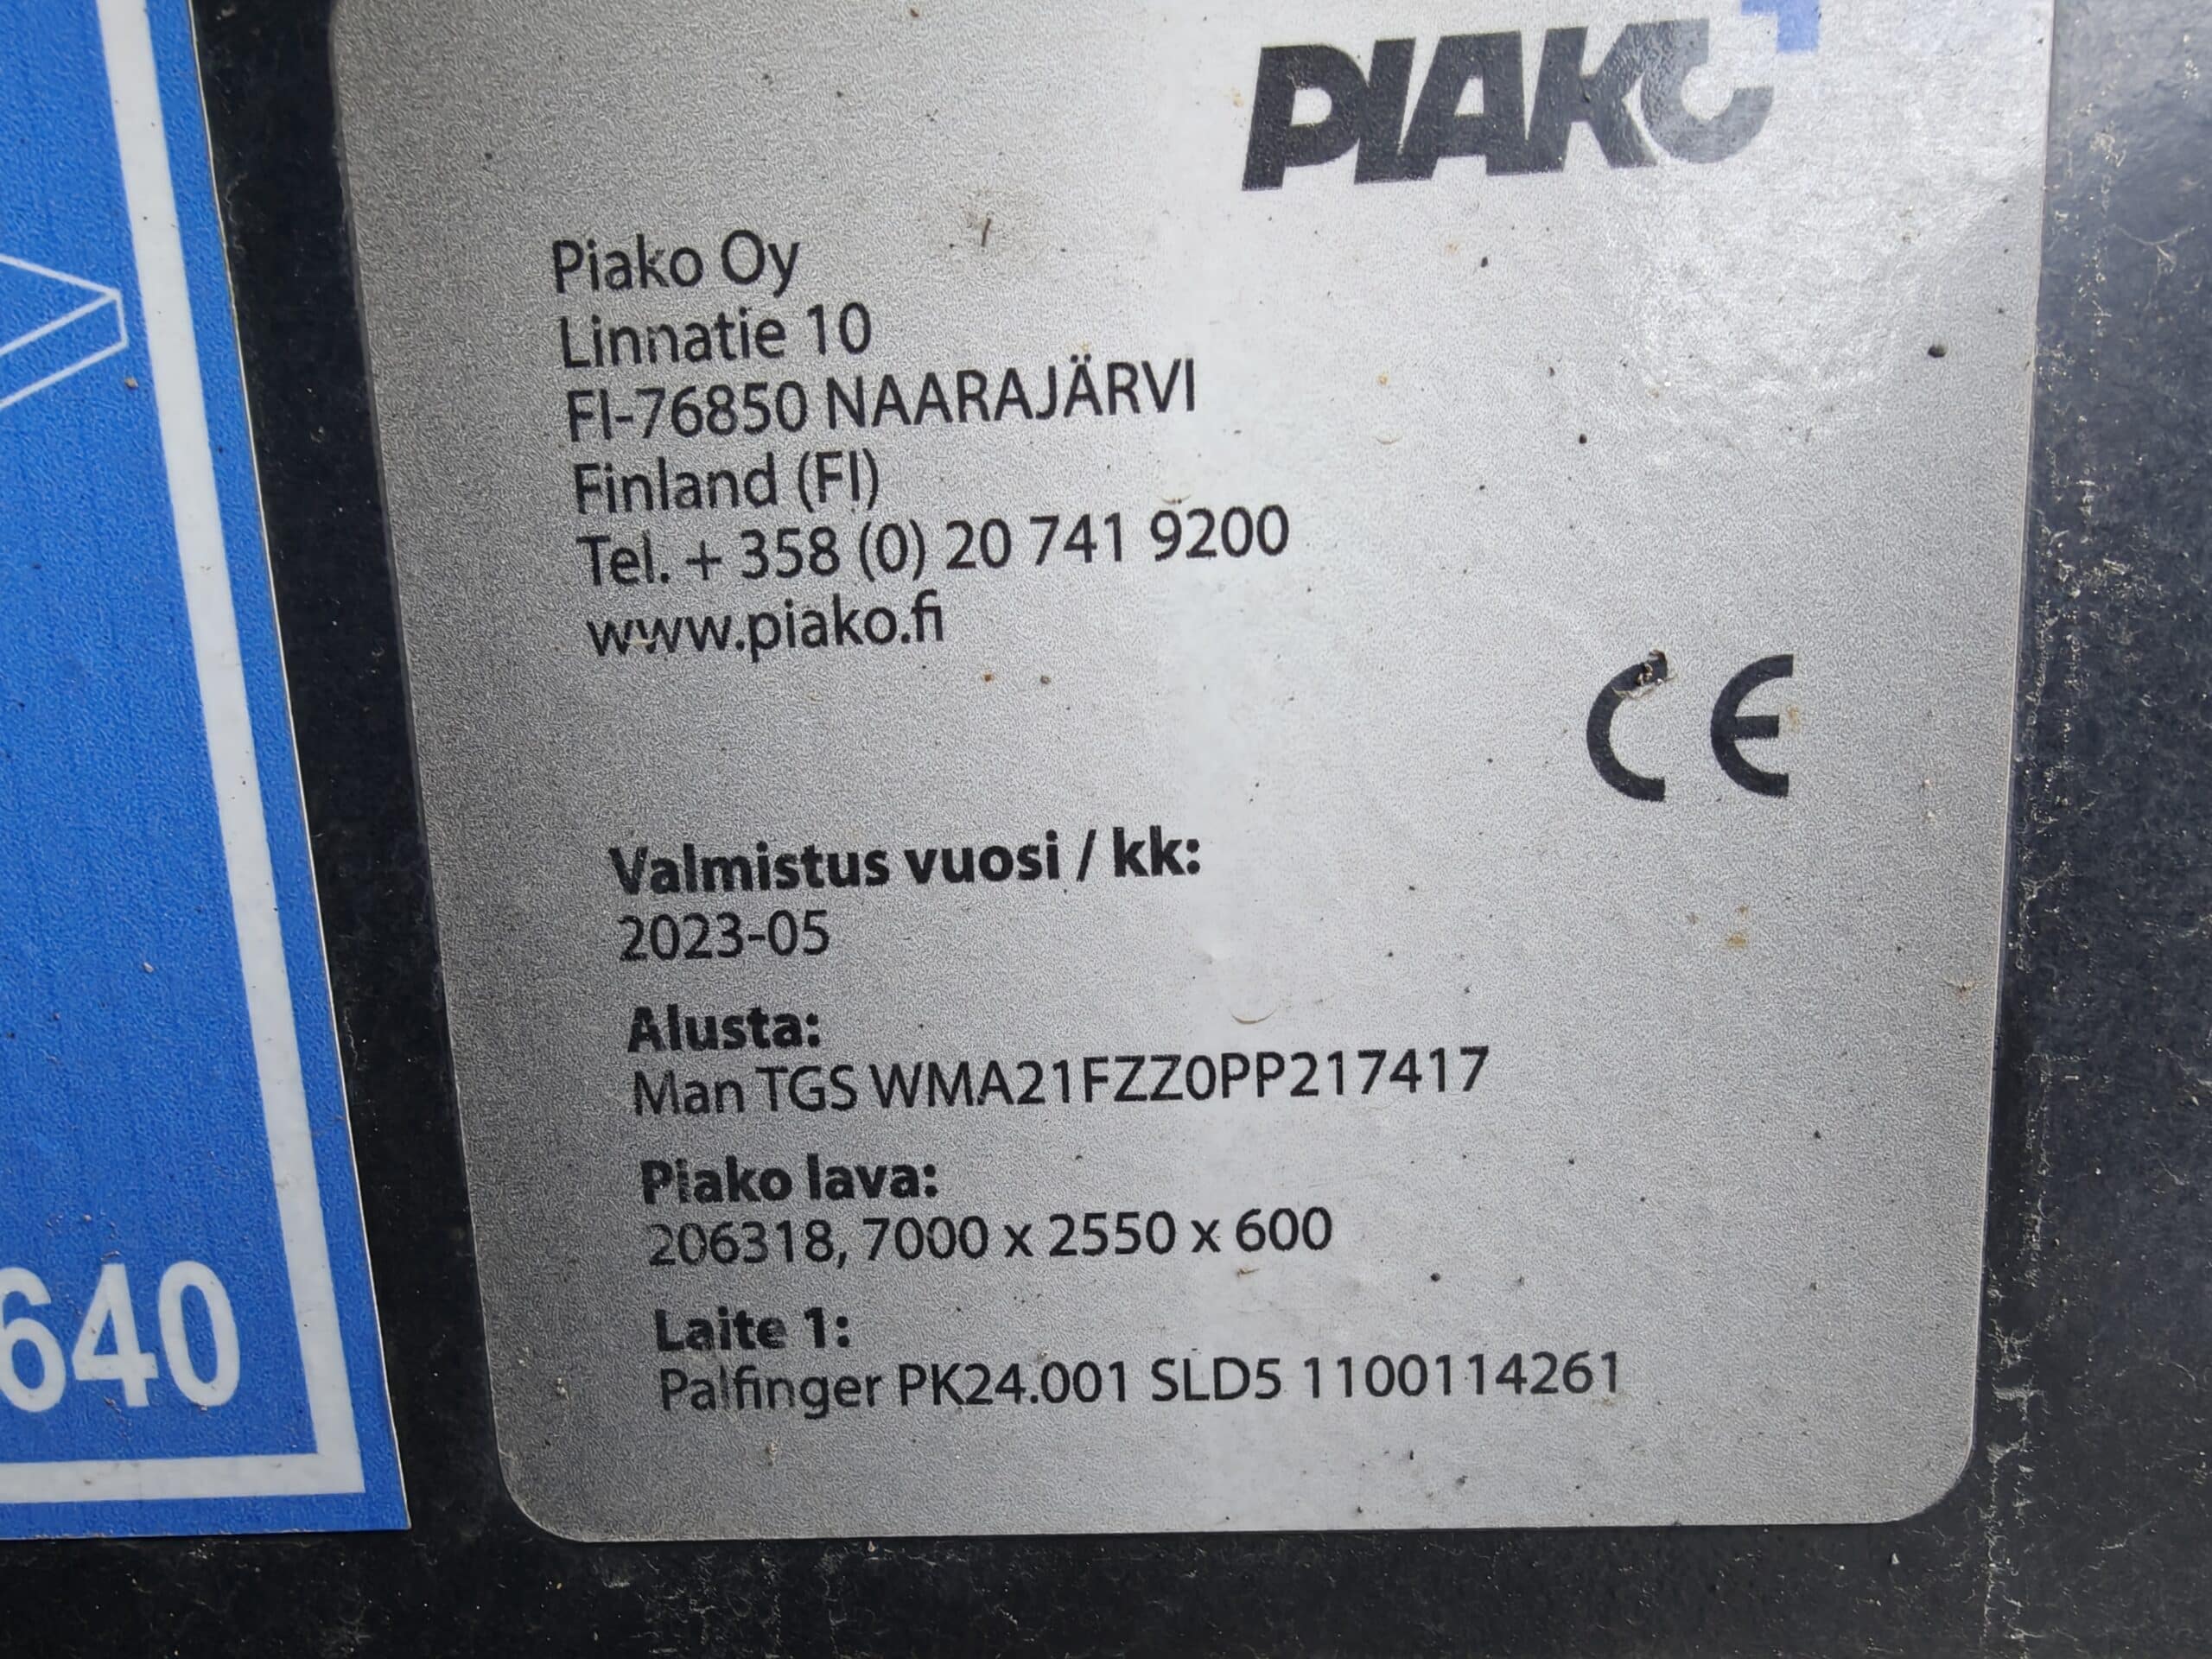 PIAKO
Piako Oy
Linnatie 10
FI-76850 NAARAJÄRVI
Finland (FI)
Tel. + 358 (0) 20 741 9200
www.piako.fi
CE
Valmistus vuosi / kk:
2023-05
Alusta:
Man TGS WMA21FZZ0PP217417
Piako lava:
206318, 7000 x 2550 x 600
Laite 1:
Palfinger PK24.001 SLD5 1100114261
640